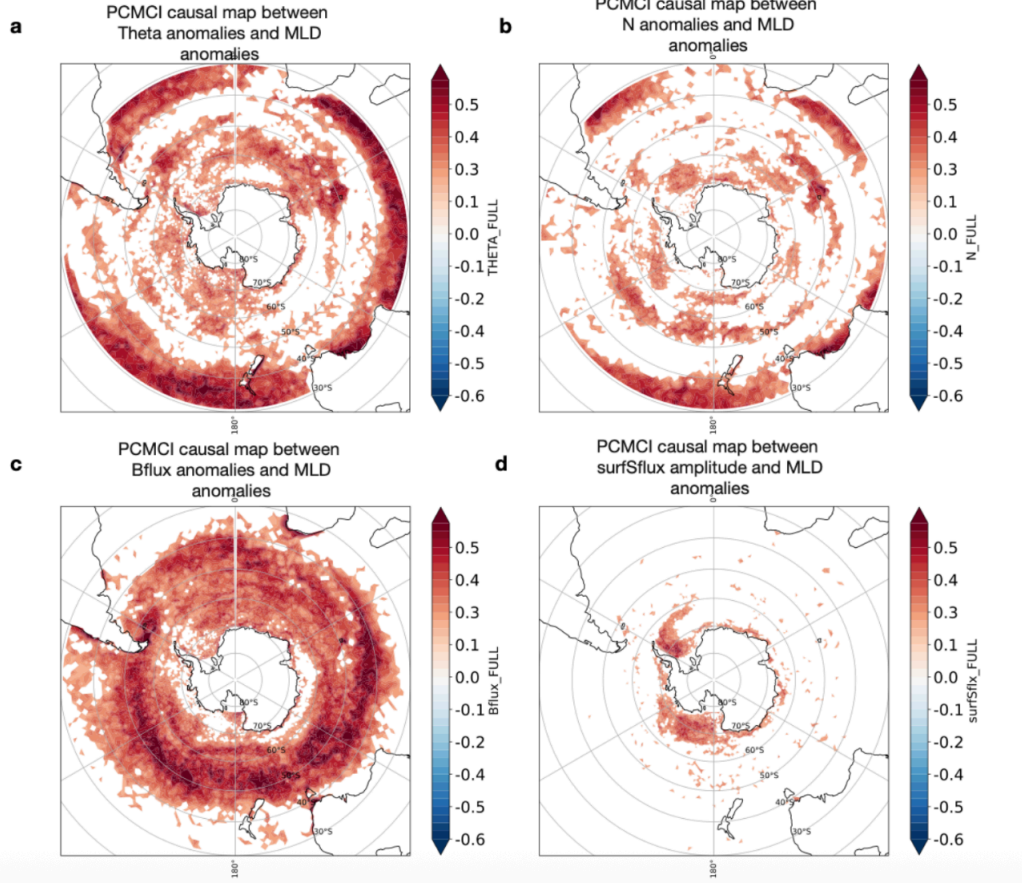 a
PCMCI causal map between
Theta anomalies and MLD
anomalies
0°
0.5
0.4
0.3
0.2
0.1
0.0
-0.1
-0.2
-0.3
-0.4
-0.5
-0.6
THETA_FULL
80°S
70°S
60°S
50°S
40°S
30°S
180°
b
PCMCI causal map between
N anomalies and MLD
anomalies
0°
0.5
0.4
0.3
0.2
0.1
0.0
-0.1
-0.2
-0.3
-0.4
-0.5
-0.6
N_FULL
80°S
70°S
60°S
50°S
40°S
30°S
180°
c
PCMCI causal map between
Bflux anomalies and MLD
anomalies
0°
0.5
0.4
0.3
0.2
0.1
0.0
-0.1
-0.2
-0.3
-0.4
-0.5
-0.6
Bflux_FULL
80°S
70°S
60°S
50°S
40°S
30°S
180°
d
PCMCI causal map between
surfSflux amplitude and MLD
anomalies
0°
0.5
0.4
0.3
0.2
0.1
0.0
-0.1
-0.2
-0.3
-0.4
-0.5
-0.6
surfSflx_FULL
80°S
70°S
60°S
50°S
40°S
30°S
180°